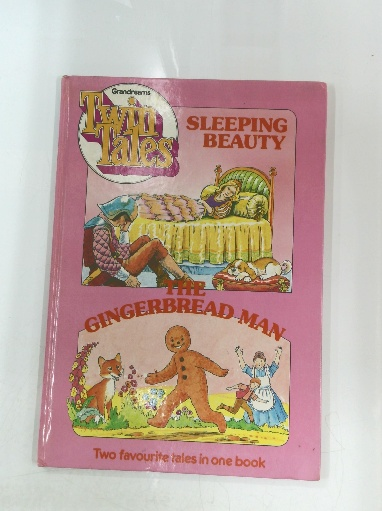 Grandreams
Twin
Tales
SLEEPING
BEAUTY
THE
GINGERBREAD MAN
Two favourite tales in one book